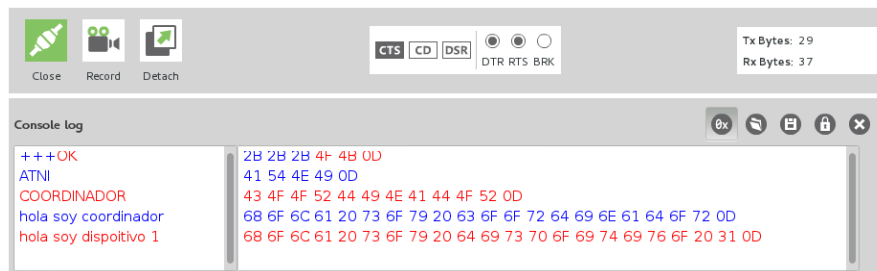 Close Record Detach
CTS CD DSR
DTR RTS BRK
Tx Bytes: 29
Rx Bytes: 37
Console log
0x
+++OK 2B 2B 2B 4F 4B 0D
ATNI 41 54 4E 49 0D
COORDINADOR 43 4F 4F 52 44 49 4E 41 44 4F 52 0D
hola soy coordinador 68 6F 6C 61 20 73 6F 79 20 63 6F 6F 72 64 69 6E 61 64 6F 72 0D
hola soy dispoitivo 1 68 6F 6C 61 20 73 6F 79 20 64 69 73 70 6F 69 74 69 76 6F 20 31 0D